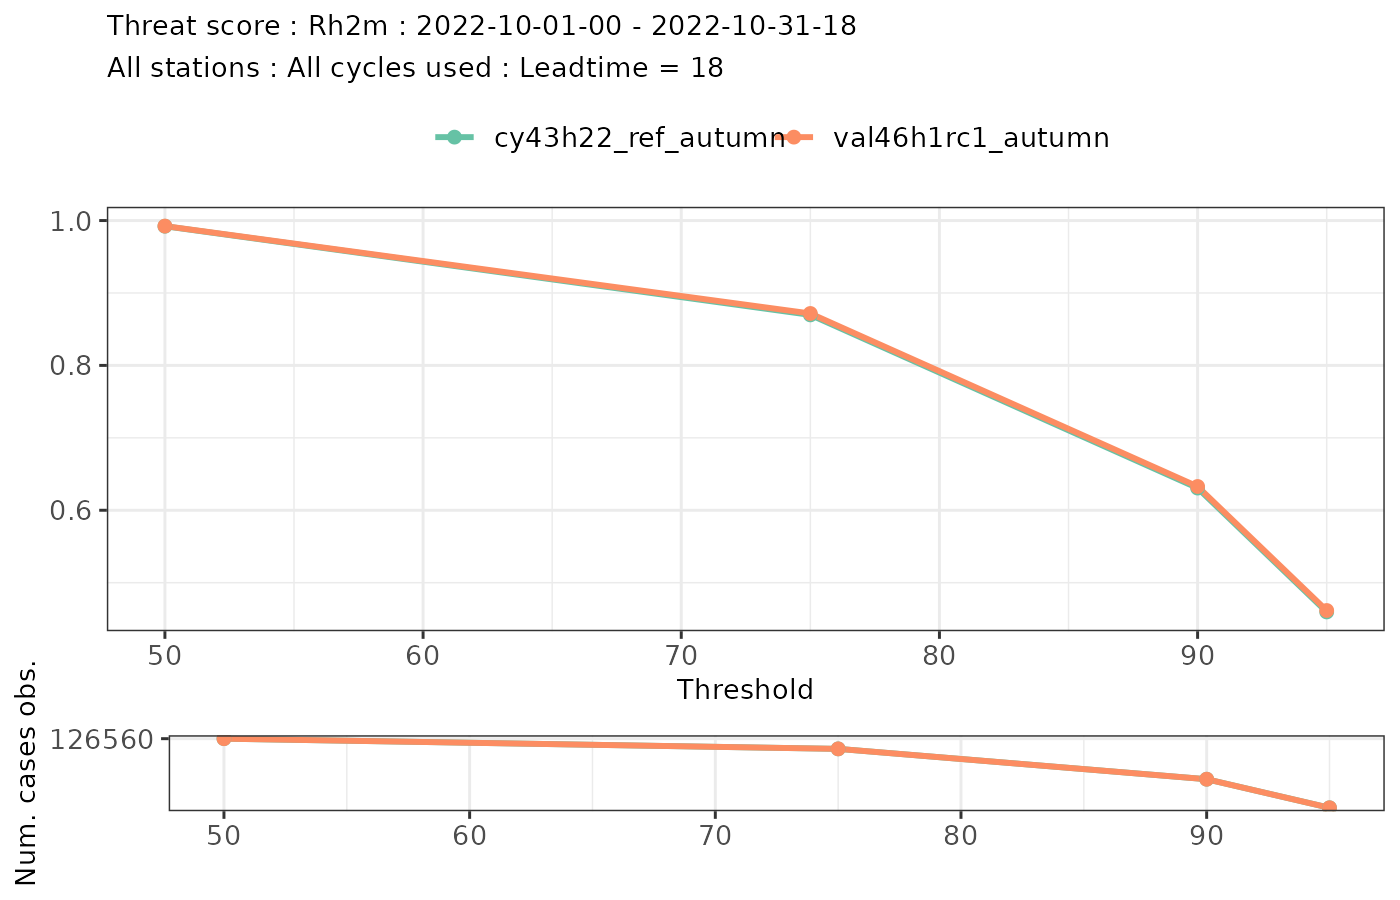 Threat score : Rh2m : 2022-10-01-00 - 2022-10-31-18
All stations : All cycles used : Leadtime = 18
cy43h22_ref_autumn val46h1rc1_autumn
1.0
0.8
0.6
50 60 70 80 90
Threshold
Num. cases obs.
126560
50 60 70 80 90